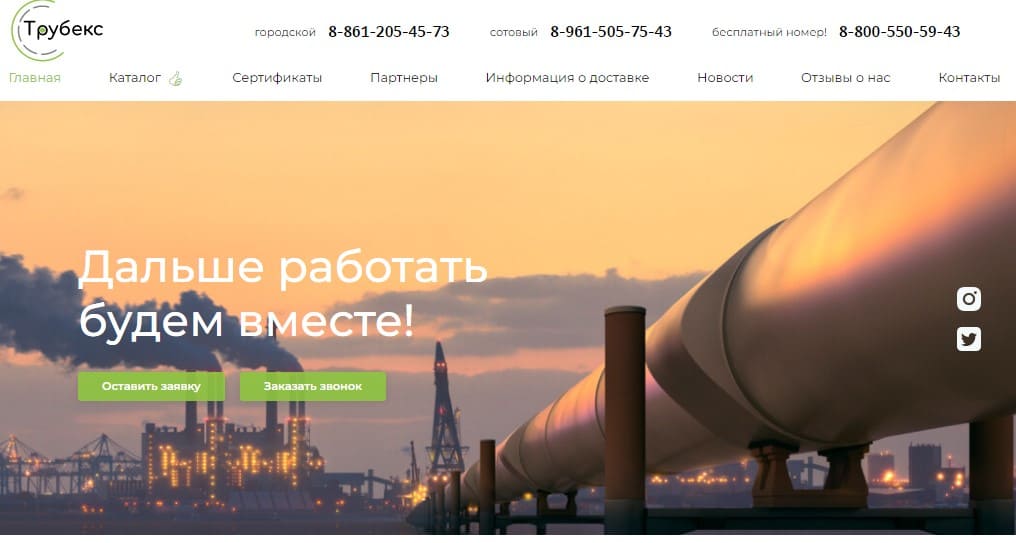 Трубекс
городской 8-861-205-45-73 сотовый 8-961-505-75-43 бесплатный номер! 8-800-550-59-43
Главная Каталог Сертификаты Партнеры Информация о доставке Новости Отзывы о нас Контакты
Дальше работать
будем вместе!
Оставить заявку Заказать звонок